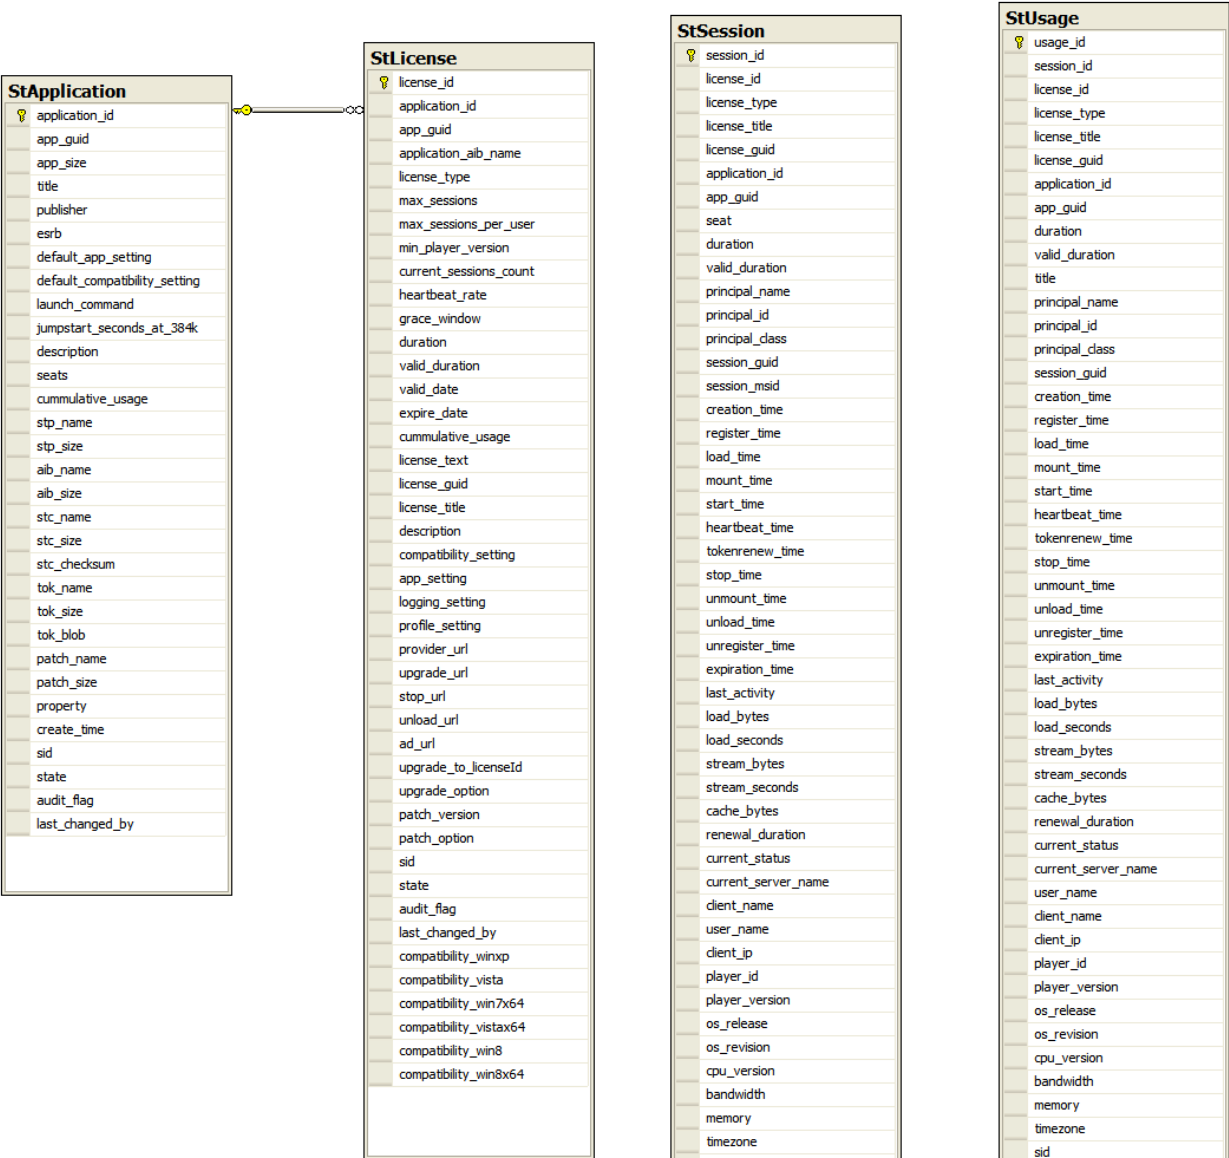 StApplication
application_id
app_guid
app_size
title
publisher
esrb
default_app_setting
default_compatibility_setting
launch_command
jumpstart_seconds_at_384k
description
seats
cummulative_usage
stp_name
stp_size
aib_name
aib_size
stc_name
stc_size
stc_checksum
tok_name
tok_size
tok_blob
patch_name
patch_size
property
create_time
sid
state
audit_flag
last_changed_by
StLicense
license_id
application_id
app_guid
application_aib_name
license_type
max_sessions
max_sessions_per_user
min_player_version
current_sessions_count
heartbeat_rate
grace_window
duration
valid_duration
valid_date
expire_date
cummulative_usage
license_text
license_guid
license_title
description
compatibility_setting
app_setting
logging_setting
profile_setting
provider_url
upgrade_url
stop_url
unload_url
ad_url
upgrade_to_licenseId
upgrade_option
patch_version
patch_option
sid
state
audit_flag
last_changed_by
compatibility_winxp
compatibility_vista
compatibility_win7x64
compatibility_vistax64
compatibility_win8
compatibility_win8x64
StSession
session_id
license_id
license_type
license_title
license_guid
application_id
app_guid
seat
duration
valid_duration
principal_name
principal_id
principal_class
session_guid
session_msid
creation_time
register_time
load_time
mount_time
start_time
heartbeat_time
tokenrenew_time
stop_time
unmount_time
unload_time
unregister_time
expiration_time
last_activity
load_bytes
load_seconds
stream_bytes
stream_seconds
cache_bytes
renewal_duration
current_status
current_server_name
client_name
user_name
client_ip
player_id
player_version
os_release
os_revision
cpu_version
bandwidth
memory
timezone
StUsage
usage_id
session_id
license_id
license_type
license_title
license_guid
application_id
app_guid
duration
valid_duration
title
principal_name
principal_id
principal_class
session_guid
creation_time
register_time
load_time
mount_time
start_time
heartbeat_time
tokenrenew_time
stop_time
unmount_time
unload_time
unregister_time
expiration_time
last_activity
load_bytes
load_seconds
stream_bytes
stream_seconds
cache_bytes
renewal_duration
current_status
current_server_name
user_name
client_name
client_ip
player_id
player_version
os_release
os_revision
cpu_version
bandwidth
memory
timezone
sid